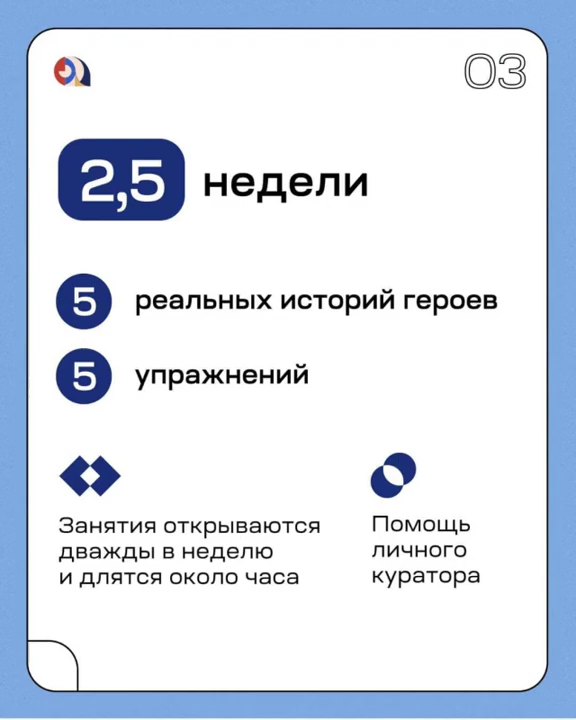 03
2,5 недели
5 реальных историй героев
5 упражнений
Занятия открываются
дважды в неделю
и длятся около часа
Помощь
личного
куратора